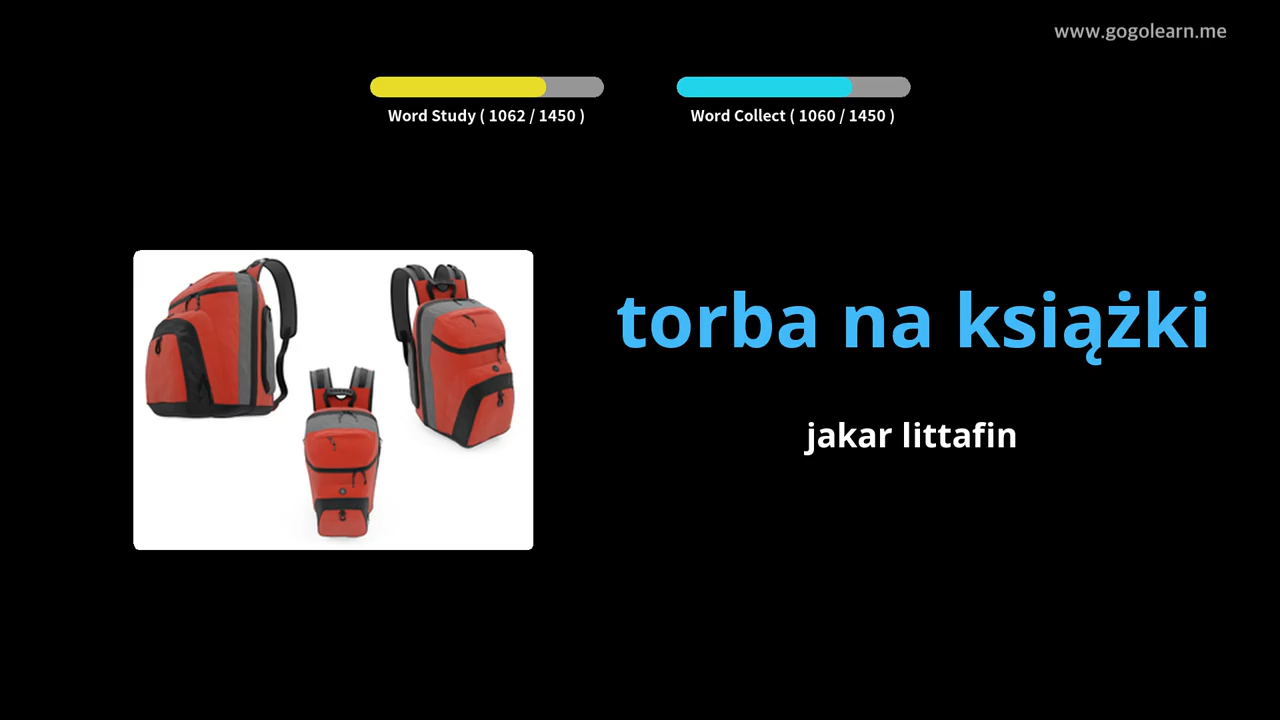 www.gogolearn.me
Word Study ( 1062 / 1450 )
Word Collect ( 1060 / 1450 )
torba na książki
jakar littafin